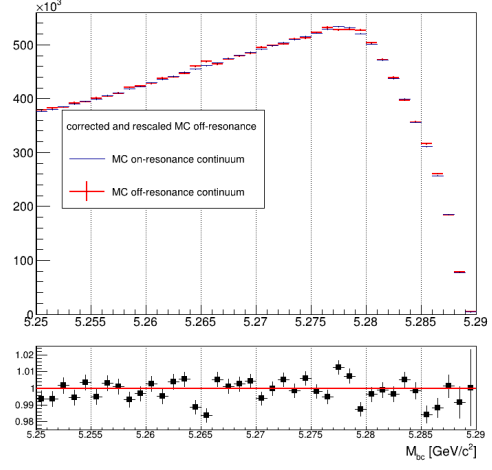 ×10³
500
400
300
200
100
0
corrected and rescaled MC off-resonance
MC on-resonance continuum
MC off-resonance continuum
5.25 5.255 5.26 5.265 5.27 5.275 5.28 5.285 5.29
1.02
1.01
1
0.99
0.98
5.25 5.255 5.26 5.265 5.27 5.275 5.28 5.285 5.29
M_bc [GeV/c²]